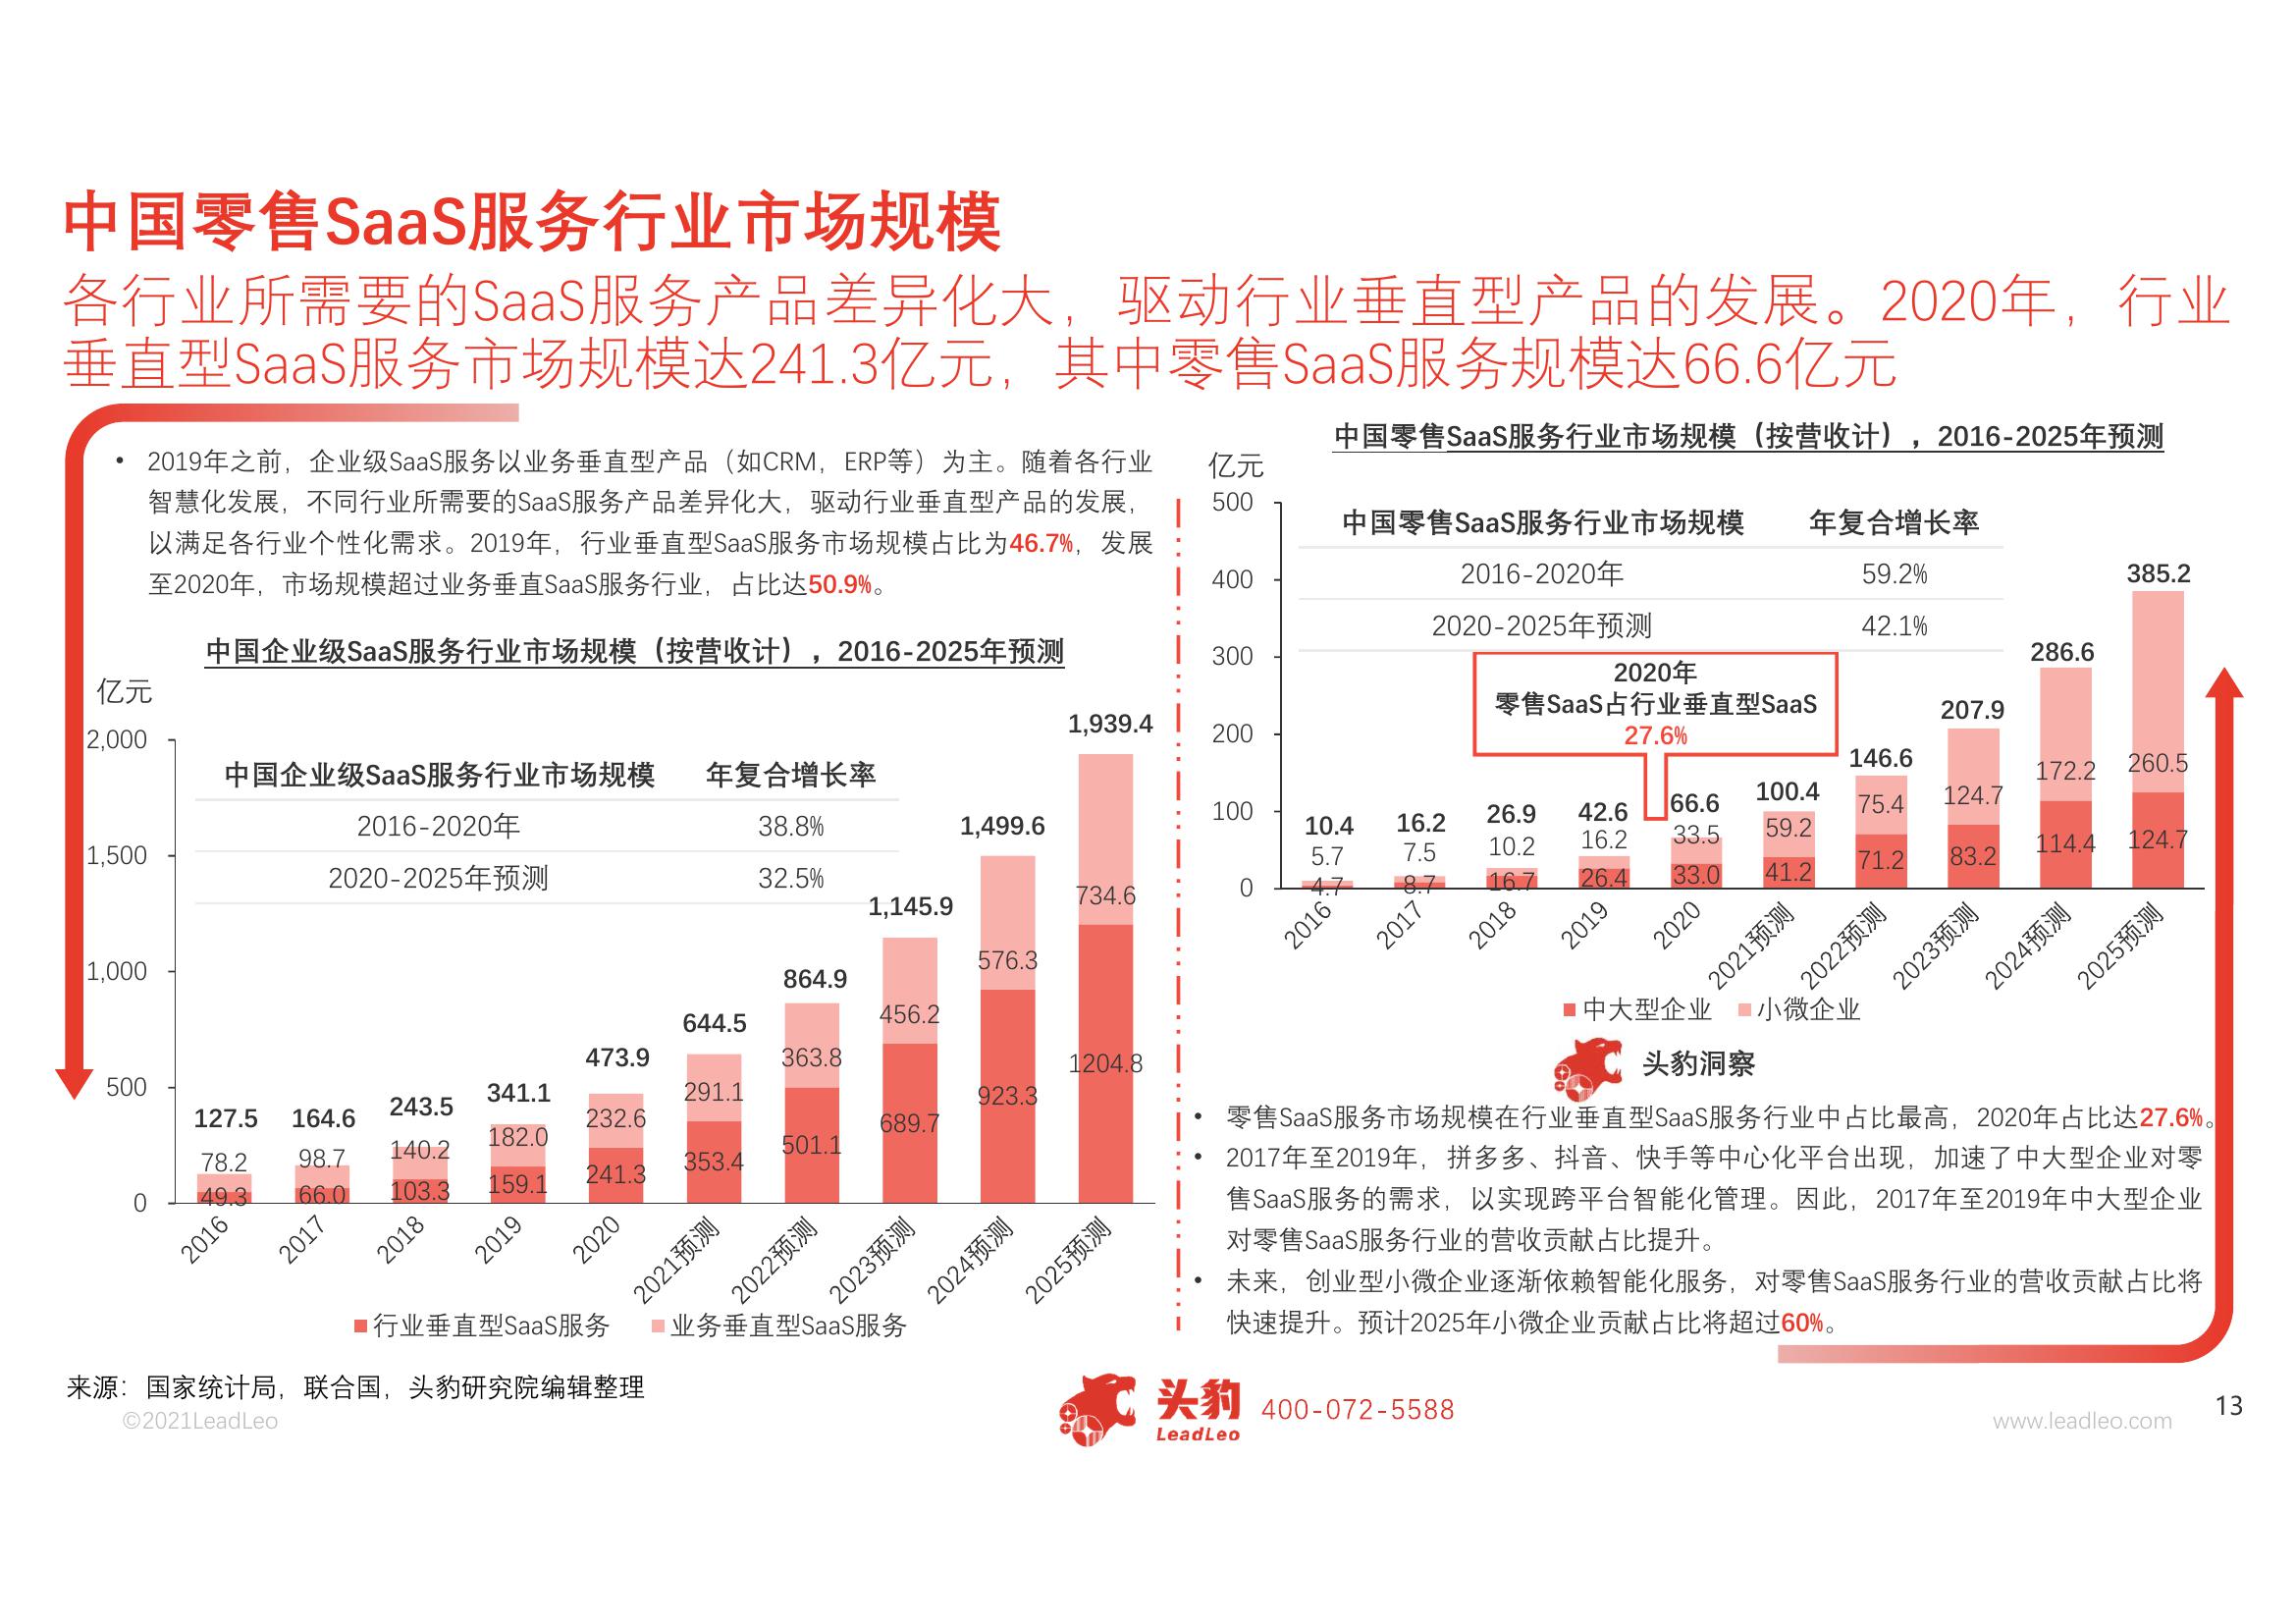 中国零售SaaS服务行业市场规模
各行业所需要的SaaS服务产品差异化大，驱动行业垂直型产品的发展。2020年，行业
垂直型SaaS服务市场规模达241.3亿元，其中零售SaaS服务规模达66.6亿元
• 2019年之前，企业级SaaS服务以业务垂直型产品（如CRM，ERP等）为主。随着各行业
智慧化发展，不同行业所需要的SaaS服务产品差异化大，驱动行业垂直型产品的发展，
以满足各行业个性化需求。2019年，行业垂直型SaaS服务市场规模占比为46.7%，发展
至2020年，市场规模超过业务垂直SaaS服务行业，占比达50.9%。
中国企业级SaaS服务行业市场规模（按营收计），2016-2025年预测
亿元
2,000
1,500
1,000
500
0
中国企业级SaaS服务行业市场规模 年复合增长率
2016-2020年 38.8%
2020-2025年预测 32.5%
127.5 164.6 243.5 341.1 473.9 644.5 864.9 1,145.9 1,499.6 1,939.4
78.2 98.7 140.2 182.0 232.6 291.1 363.8 456.2 576.3 734.6
49.3 66.0 103.3 159.1 241.3 353.4 501.1 689.7 923.3 1204.8
2016 2017 2018 2019 2020 2021预测 2022预测 2023预测 2024预测 2025预测
行业垂直型SaaS服务 业务垂直型SaaS服务
中国零售SaaS服务行业市场规模（按营收计），2016-2025年预测
亿元
500
400
300
200
100
0
中国零售SaaS服务行业市场规模 年复合增长率
2016-2020年 59.2%
2020-2025年预测 42.1%
2020年
零售SaaS占行业垂直型SaaS
27.6%
10.4 16.2 26.9 42.6 66.6 100.4 146.6 207.9 286.6 385.2
5.7 7.5 10.2 16.2 33.5 59.2 75.4 124.7 172.2 260.5
4.7 8.7 16.7 26.4 33.0 41.2 71.2 83.2 114.4 124.7
2016 2017 2018 2019 2020 2021预测 2022预测 2023预测 2024预测 2025预测
中大型企业 小微企业
头豹洞察
• 零售SaaS服务市场规模在行业垂直型SaaS服务行业中占比最高，2020年占比达27.6%。
• 2017年至2019年，拼多多、抖音、快手等中心化平台出现，加速了中大型企业对零
售SaaS服务的需求，以实现跨平台智能化管理。因此，2017年至2019年中大型企业
对零售SaaS服务行业的营收贡献占比提升。
• 未来，创业型小微企业逐渐依赖智能化服务，对零售SaaS服务行业的营收贡献占比将
快速提升。预计2025年小微企业贡献占比将超过60%。
来源：国家统计局，联合国，头豹研究院编辑整理
©2021LeadLeo
头豹
LeadLeo
400-072-5588
www.leadleo.com
13